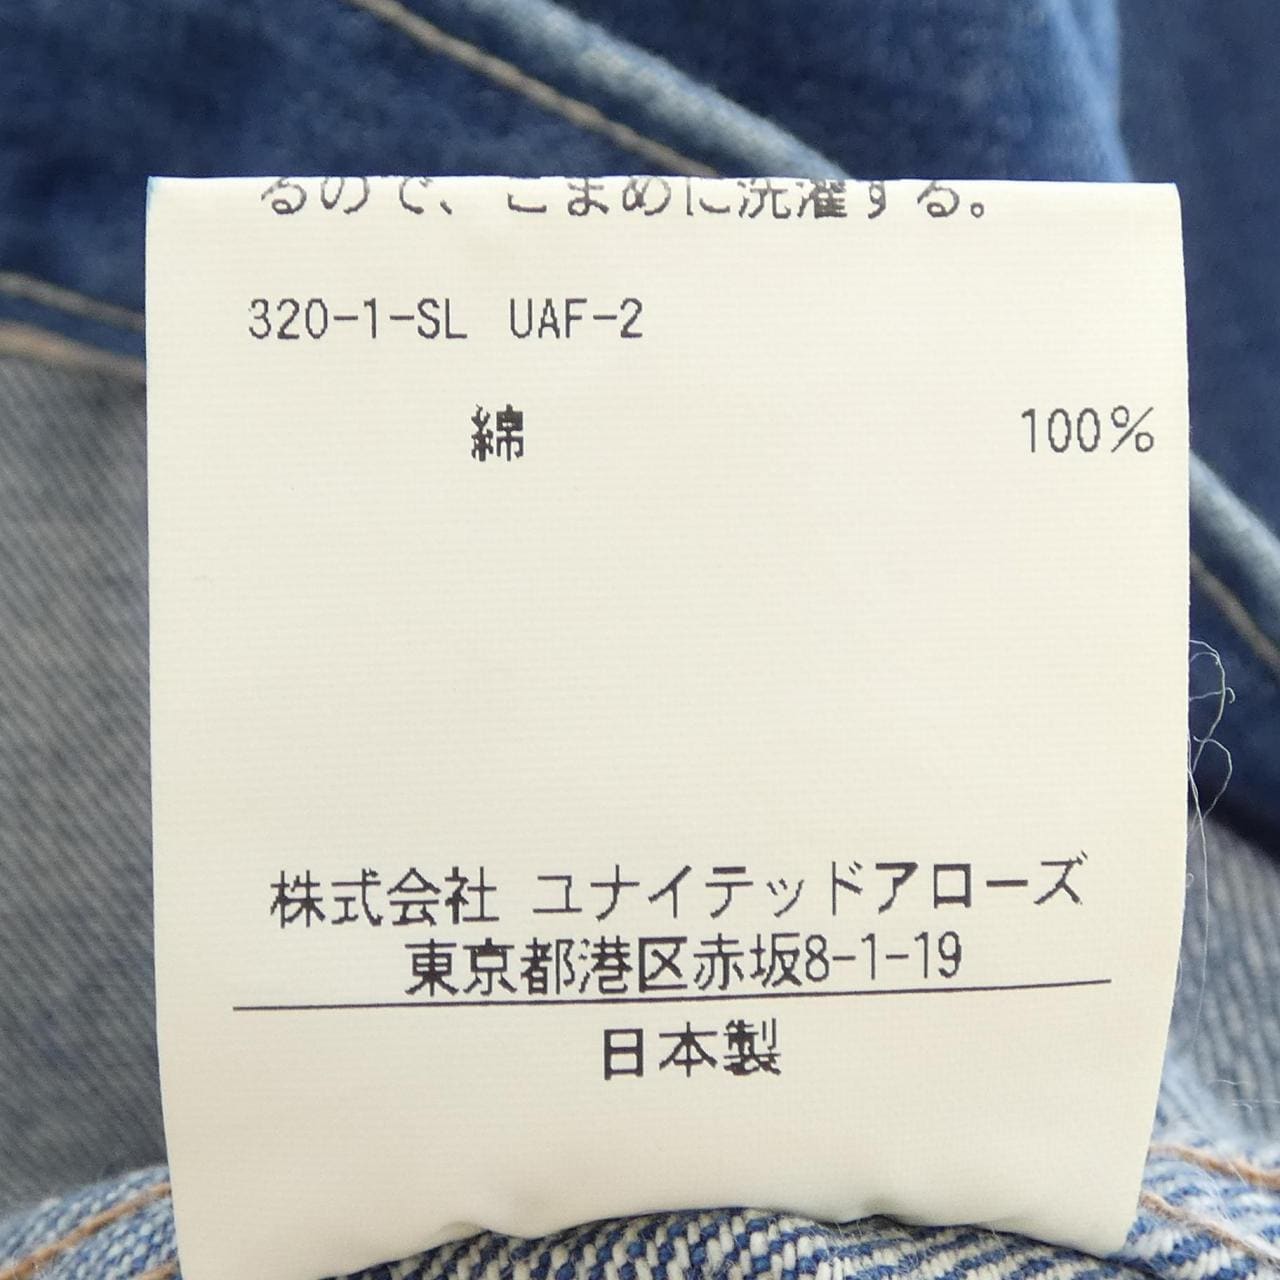 るので、こまめに洗濯する。
320-1-SL UAF-2
綿 100%
株式会社 ユナイテッドアローズ
東京都港区赤坂8-1-19
日本製